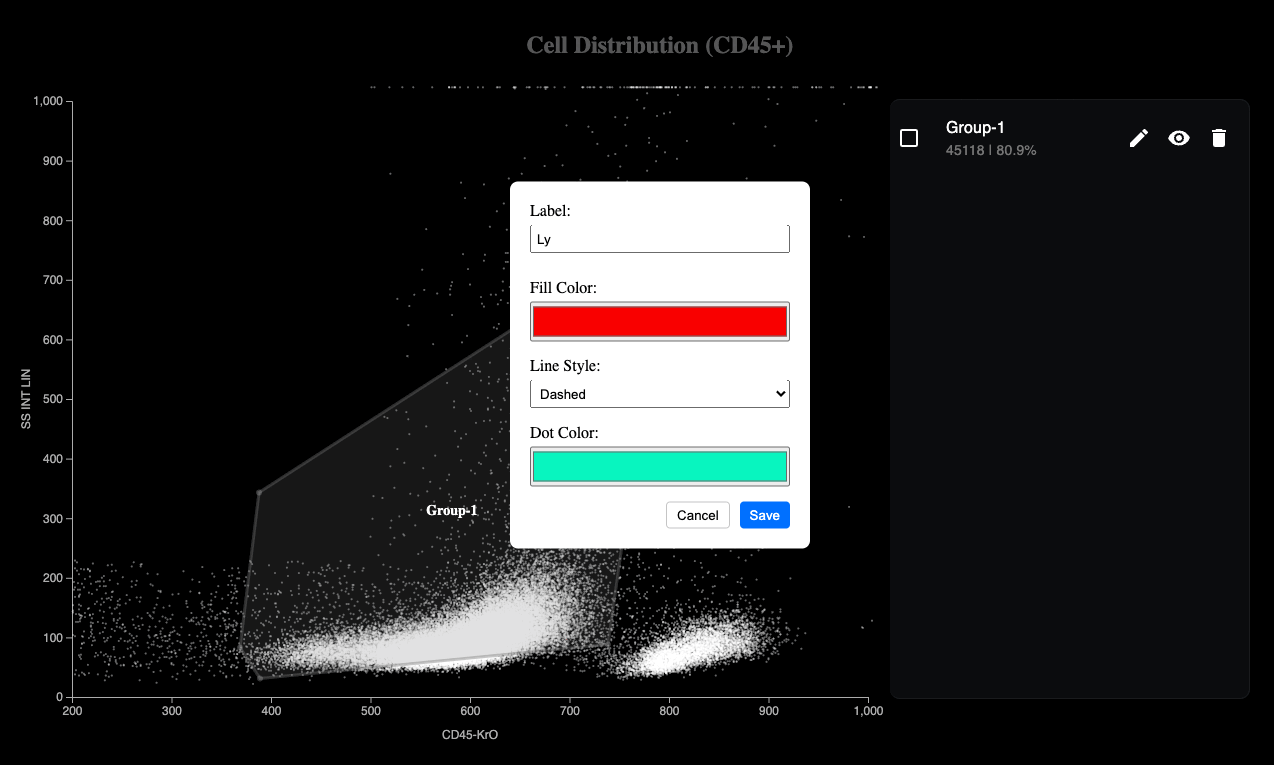 Cell Distribution (CD45+)
1,000
900
800
700
600
500
400
300
200
100
0
SS INT LIN
200
300
400
500
600
700
800
900
1,000
CD45-KrO
Group-1
Label:
Ly
Fill Color:
Line Style:
Dashed
Dot Color:
Cancel
Save
Group-1
45118 | 80.9%